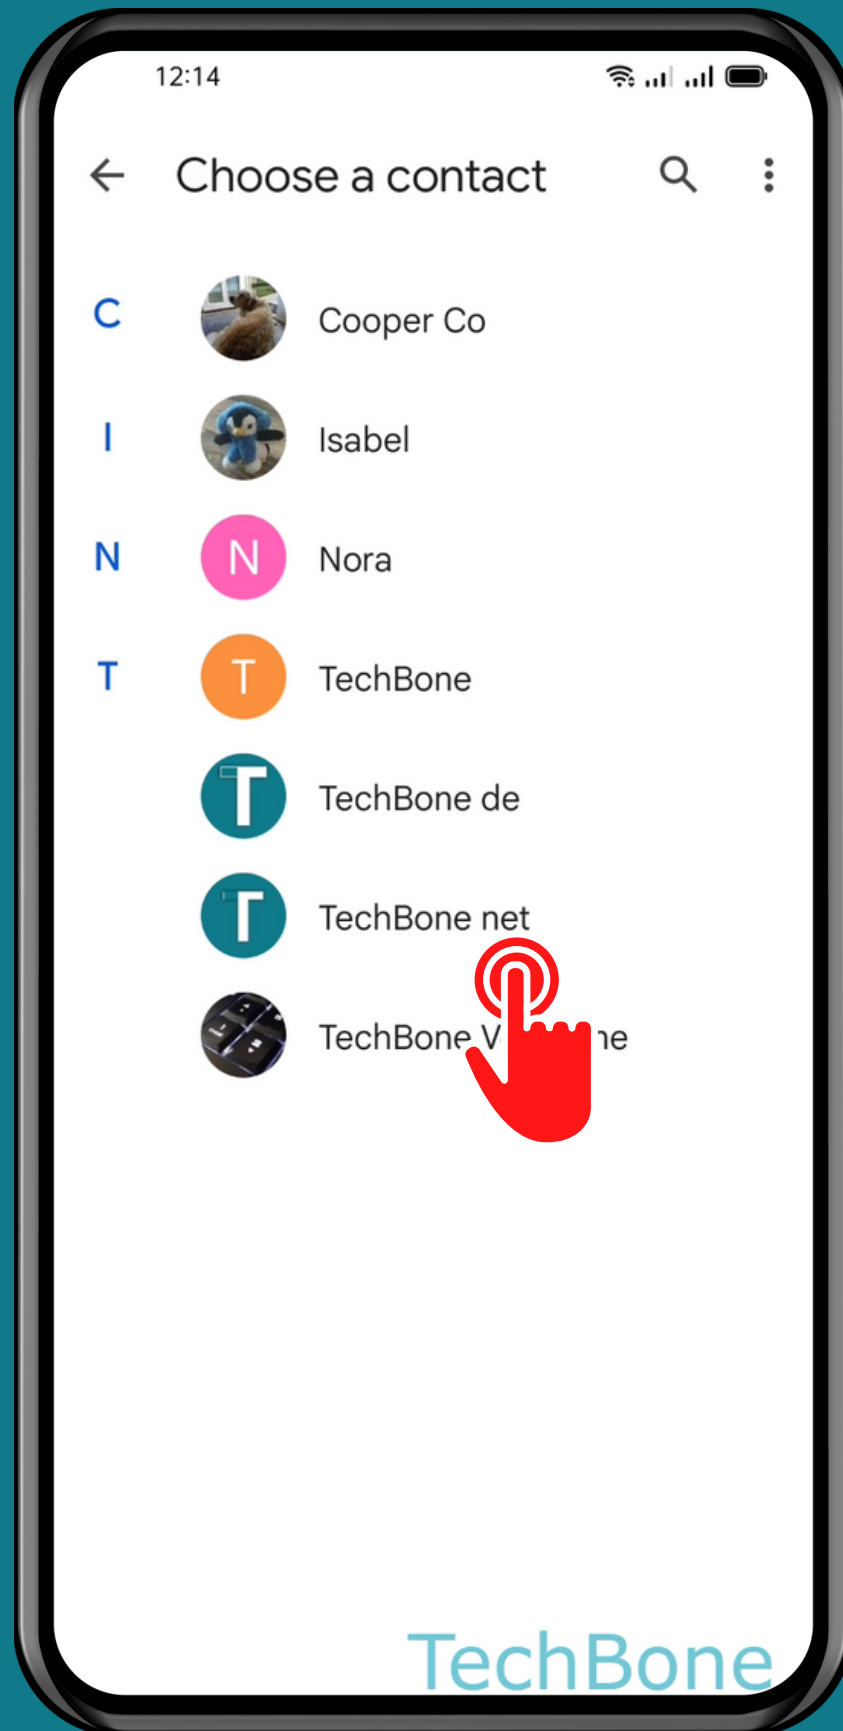 12:14
Choose a contact
C
Cooper Co
I
Isabel
N
N
Nora
T
T
TechBone
T
TechBone de
T
TechBone net
TechBone
TechBone